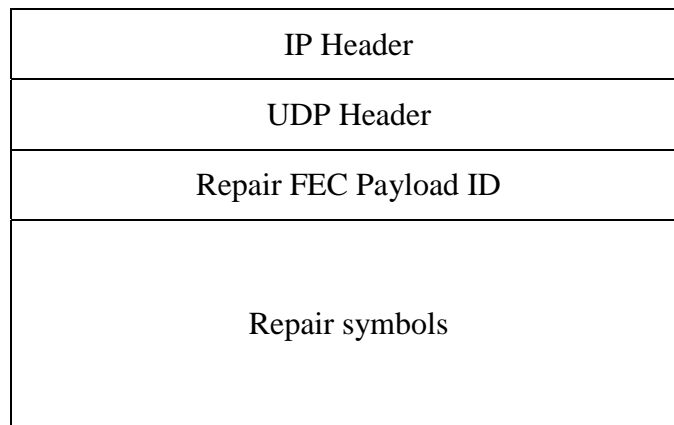 IP Header
UDP Header
Repair FEC Payload ID
Repair symbols